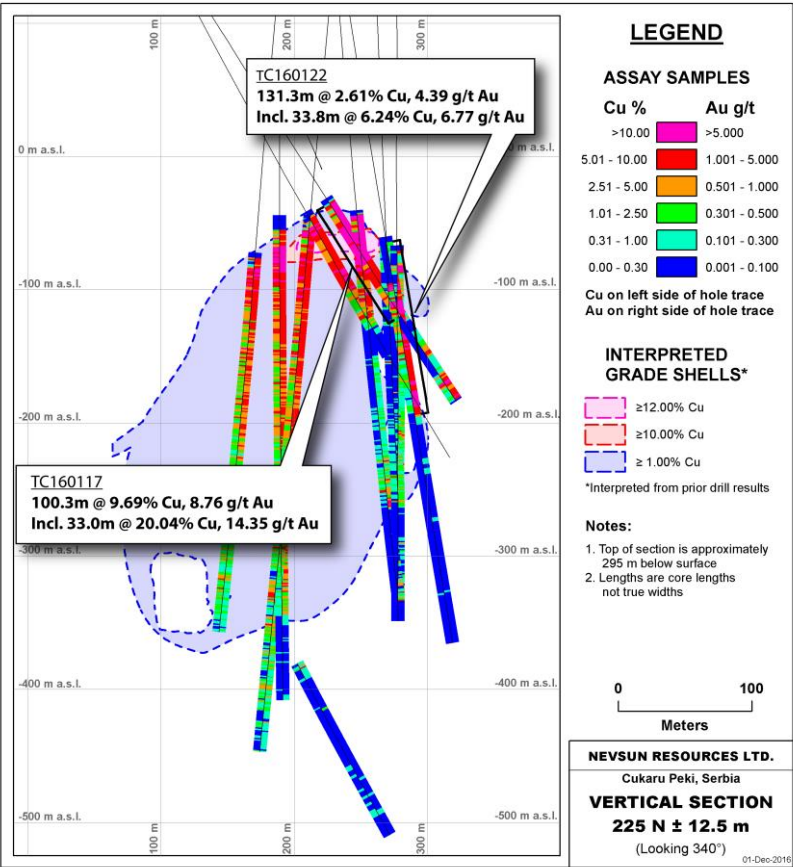 100 m
200 m
300 m
TC160122
131.3m @ 2.61% Cu, 4.39 g/t Au
Incl. 33.8m @ 6.24% Cu, 6.77 g/t Au
0 m a.s.l.
m a.s.l.
-100 m a.s.l.
-100 m a.s.l.
-200 m a.s.l.
-200 m a.s.l.
TC160117
100.3m @ 9.69% Cu, 8.76 g/t Au
Incl. 33.0m @ 20.04% Cu, 14.35 g/t Au
-300 m a.s.l.
-300 m a.s.l.
-400 m a.s.l.
-400 m a.s.l.
-500 m a.s.l.
-500 m a.s.l.
100 m
200 m
300 m
LEGEND
ASSAY SAMPLES
Cu % Au g/t
>10.00 >5.000
5.01 - 10.00 1.001 - 5.000
2.51 - 5.00 0.501 - 1.000
1.01 - 2.50 0.301 - 0.500
0.31 - 1.00 0.101 - 0.300
0.00 - 0.30 0.001 - 0.100
Cu on left side of hole trace
Au on right side of hole trace
INTERPRETED
GRADE SHELLS*
≥12.00% Cu
≥10.00% Cu
≥ 1.00% Cu
*Interpreted from prior drill results
Notes:
1. Top of section is approximately
295 m below surface
2. Lengths are core lengths
not true widths
0 100
Meters
NEVSUN RESOURCES LTD.
Cukaru Peki, Serbia
VERTICAL SECTION
225 N ± 12.5 m
(Looking 340°)
01-Dec-2016